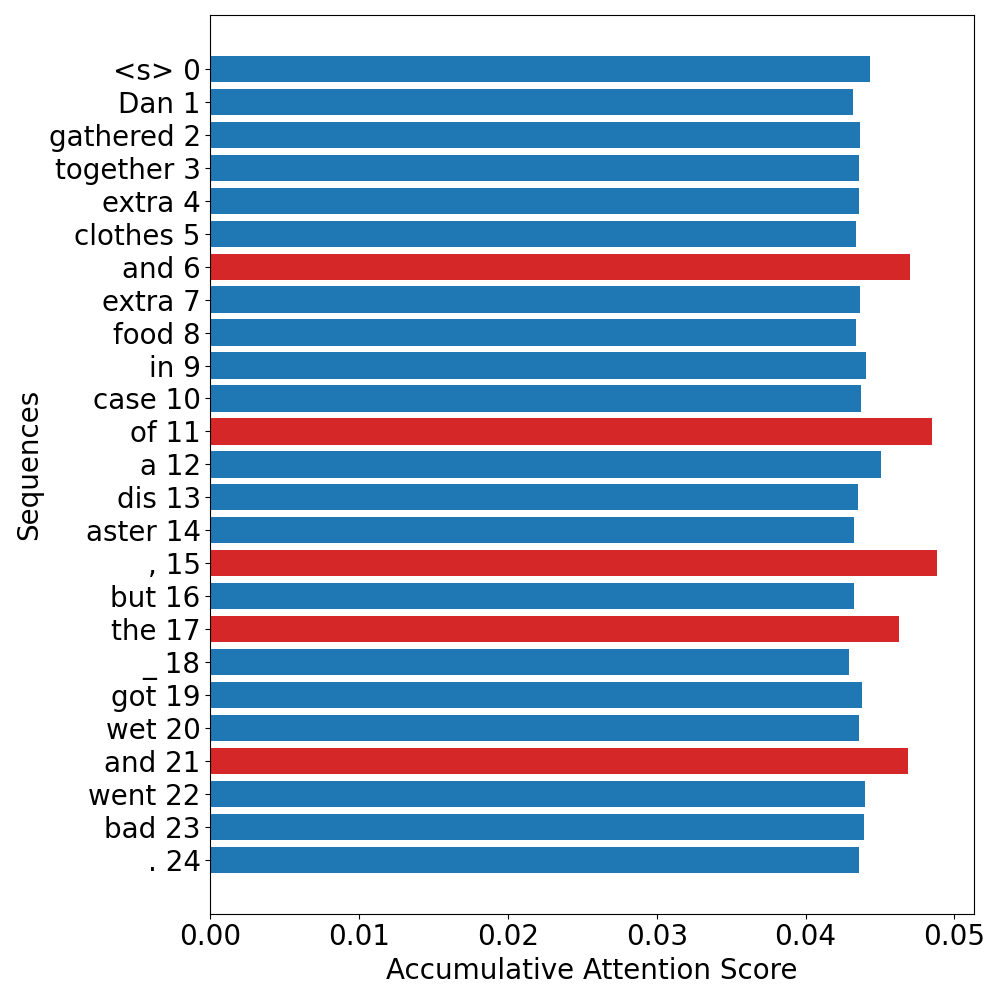 <s> 0
Dan 1
gathered 2
together 3
extra 4
clothes 5
and 6
extra 7
food 8
in 9
case 10
of 11
a 12
dis 13
aster 14
, 15
but 16
the 17
_ 18
got 19
wet 20
and 21
went 22
bad 23
. 24
Sequences
0.00 0.01 0.02 0.03 0.04 0.05
Accumulative Attention Score